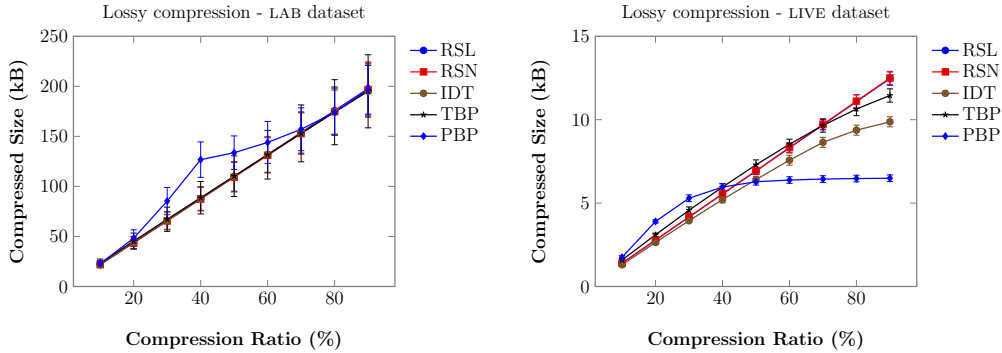 Lossy compression - LAB dataset
250
200
150
100
50
0
20 40 60 80
Compressed Size (kB)
Compression Ratio (%)
RSL
RSN
IDT
TBP
PBP
Lossy compression - LIVE dataset
15
10
5
0
20 40 60 80
Compressed Size (kB)
Compression Ratio (%)
RSL
RSN
IDT
TBP
PBP